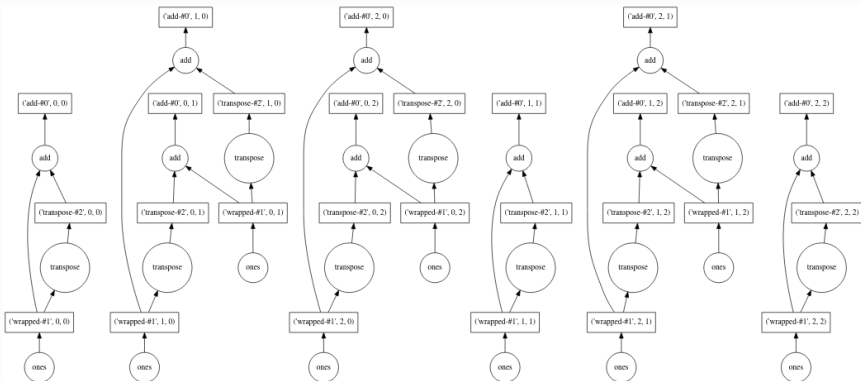 ('add-#0', 1, 0)
('add-#0', 2, 0)
('add-#0', 2, 1)
add
add
add
('add-#0', 0, 0)
('add-#0', 0, 1)
('transpose-#2', 1, 0)
('add-#0', 0, 2)
('transpose-#2', 2, 0)
('add-#0', 1, 1)
('add-#0', 1, 2)
('transpose-#2', 2, 1)
('add-#0', 2, 2)
add
add
transpose
add
transpose
add
add
transpose
add
('transpose-#2', 0, 0)
('transpose-#2', 0, 1)
('wrapped-#1', 0, 1)
('transpose-#2', 0, 2)
('wrapped-#1', 0, 2)
('transpose-#2', 1, 1)
('transpose-#2', 1, 2)
('wrapped-#1', 1, 2)
('transpose-#2', 2, 2)
transpose
transpose
ones
transpose
ones
transpose
transpose
ones
transpose
('wrapped-#1', 0, 0)
('wrapped-#1', 1, 0)
('wrapped-#1', 2, 0)
('wrapped-#1', 1, 1)
('wrapped-#1', 2, 1)
('wrapped-#1', 2, 2)
ones
ones
ones
ones
ones
ones